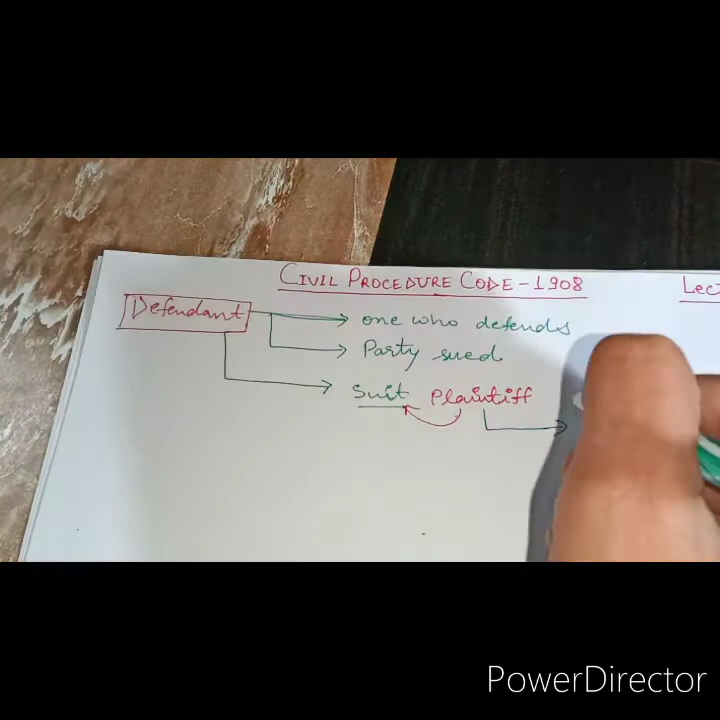 CIVIL PROCEDURE CODE - 1908
Lec
Defendant
one who defends
Party sued
Suit Plaintiff
PowerDirector